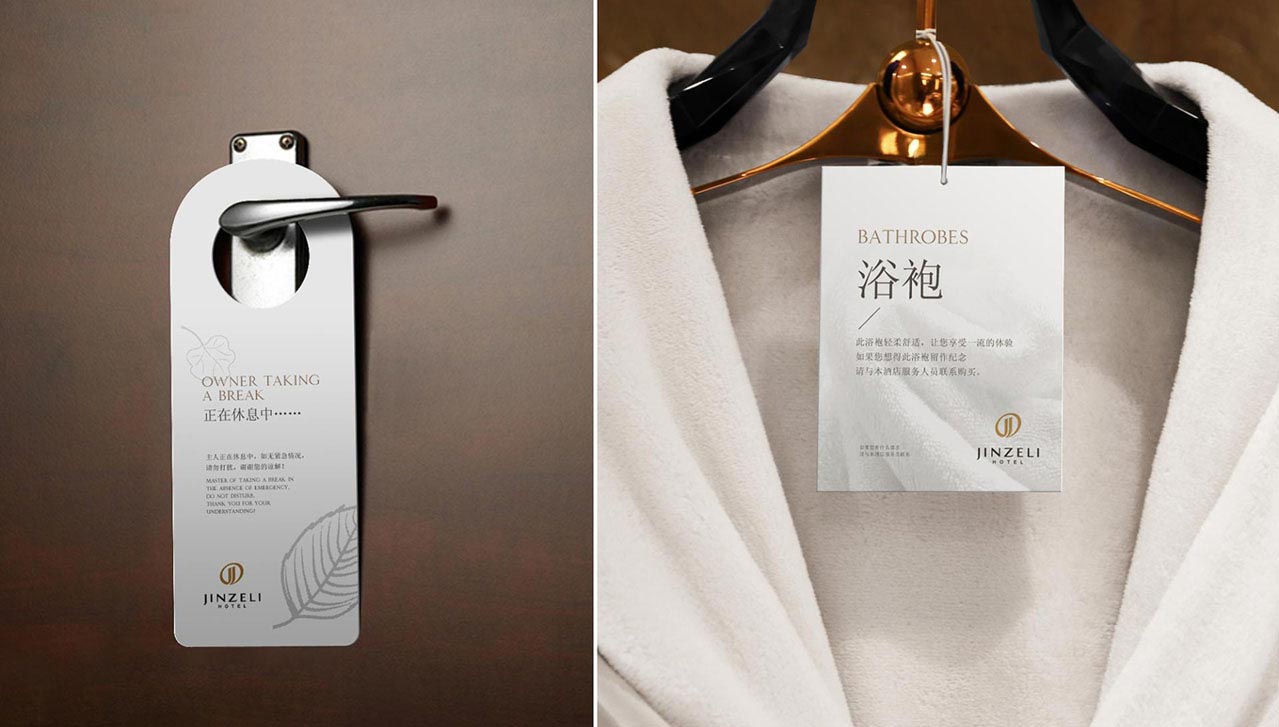 OWNER TAKING
A BREAK
正在休息中……
主人正在休息中，如无紧急情况，
请勿打扰，谢谢您的谅解！
MASTER OF TAKING A BREAK IN
THE ABSENCE OF EMERGENCY,
DO NOT DISTURB,
THANK YOU FOR YOUR
UNDERSTANDING!
JINZELI
HOTEL
BATHROBES
浴袍
此浴袍轻柔舒适，让您享受一流的体验
如果您想得此浴袍留作纪念
请与本酒店服务人员联系购买。
JINZELI
HOTEL